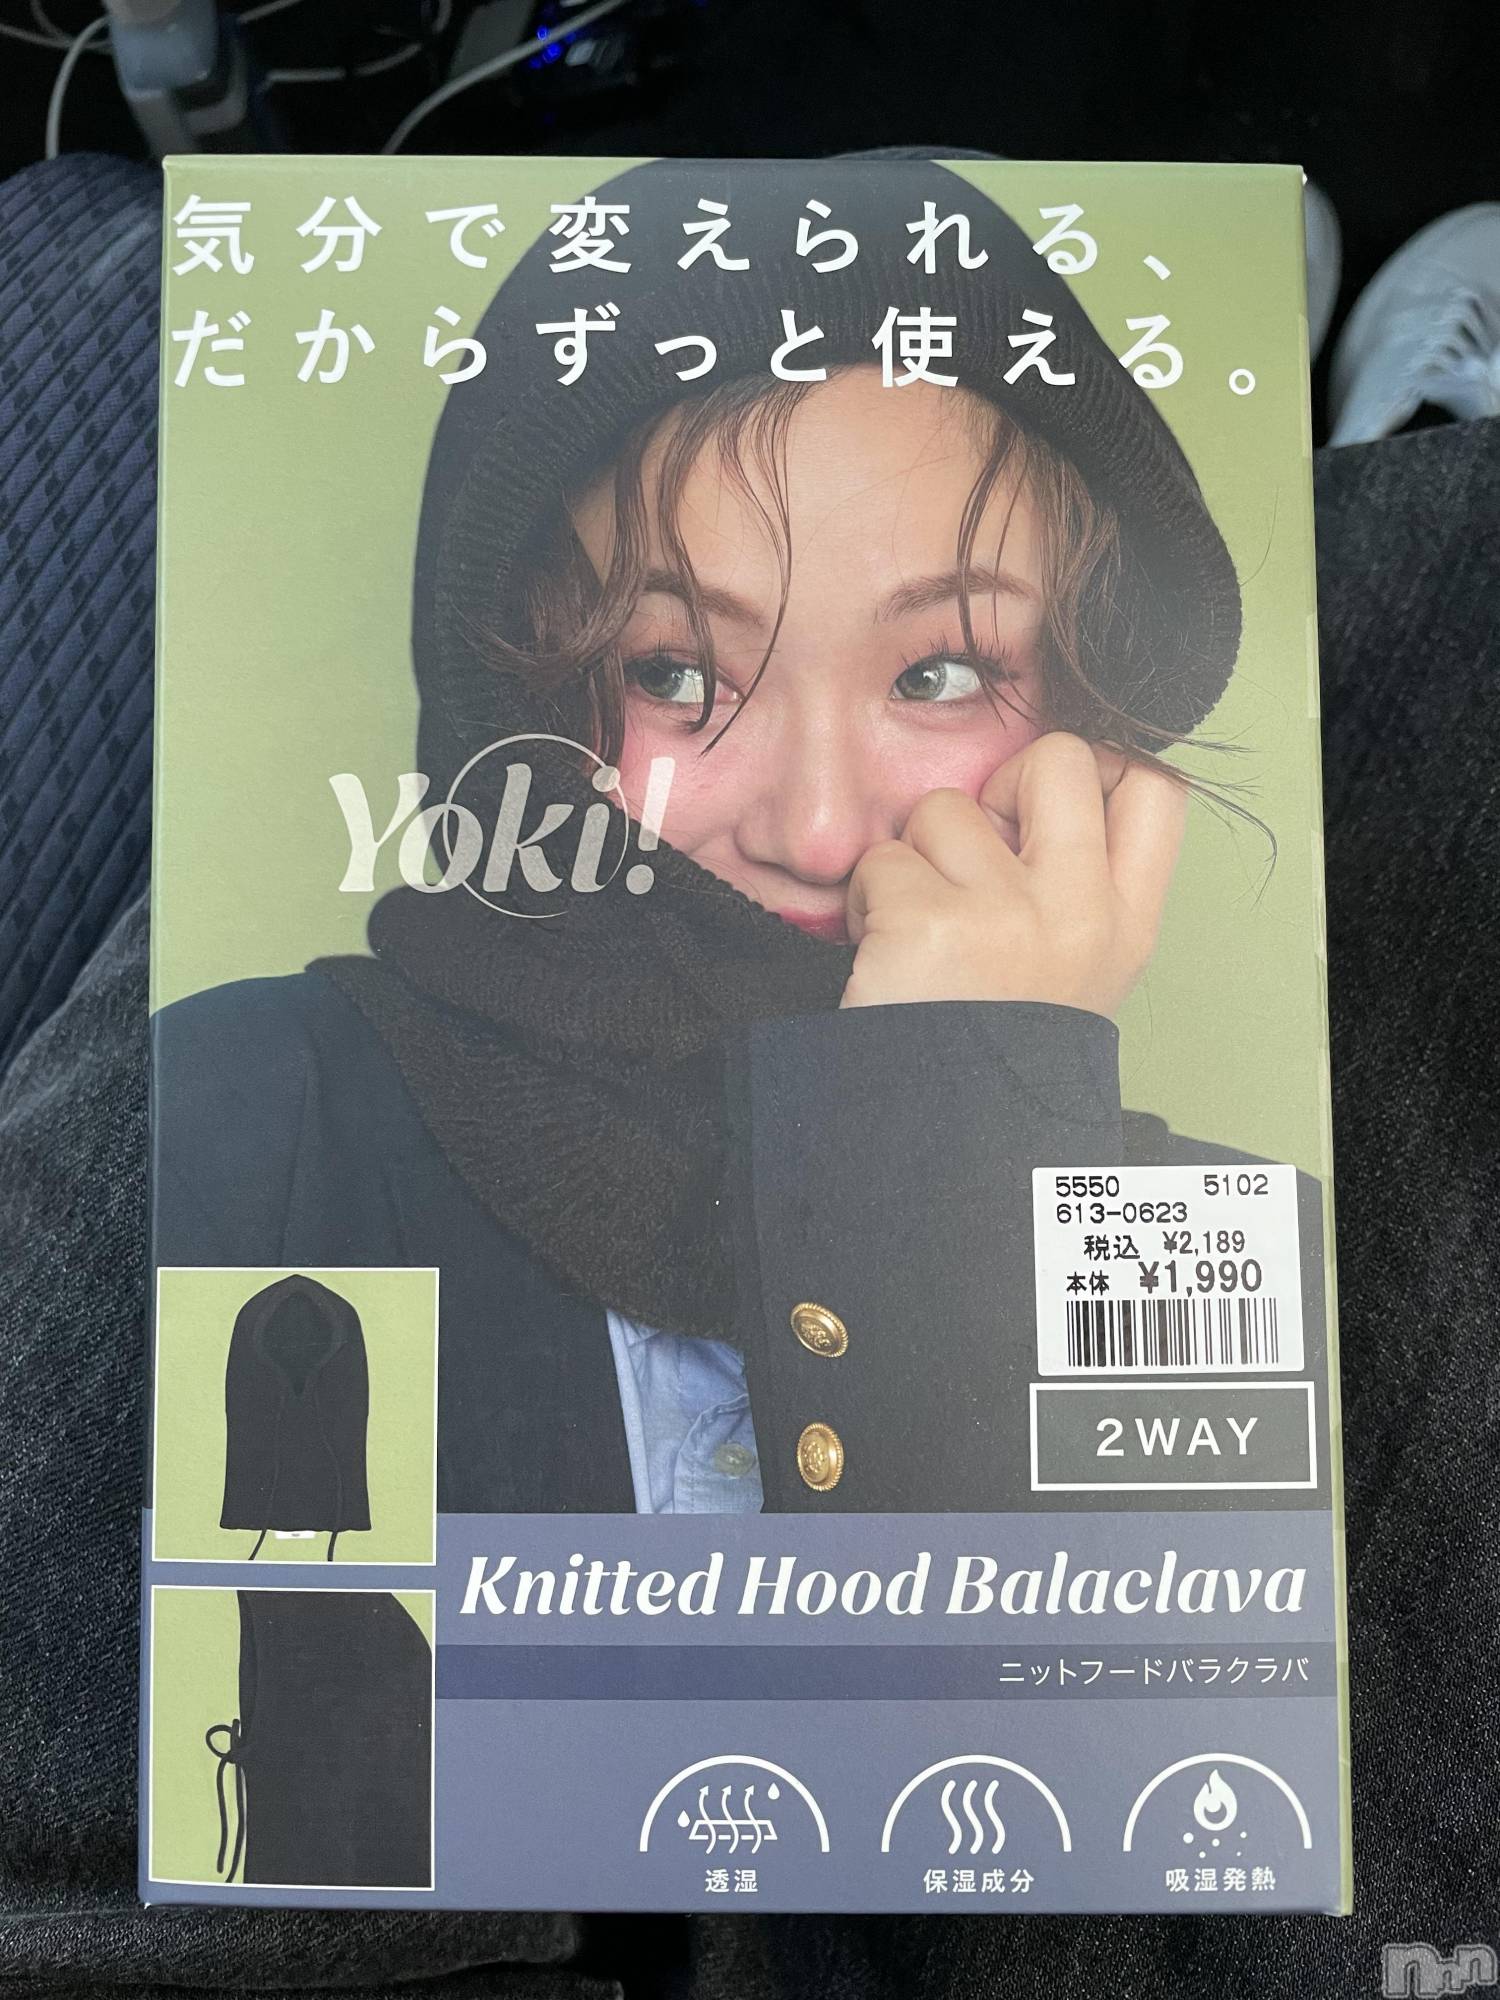 気分で変えられる、
だからずっと使える。
Yoki!
5550 5102
613-0623
税込 ¥2,189
本体 ¥1,990
2WAY
Knitted Hood Balaclava
ニットフードバラクラバ
透湿
保湿成分
吸湿発熱